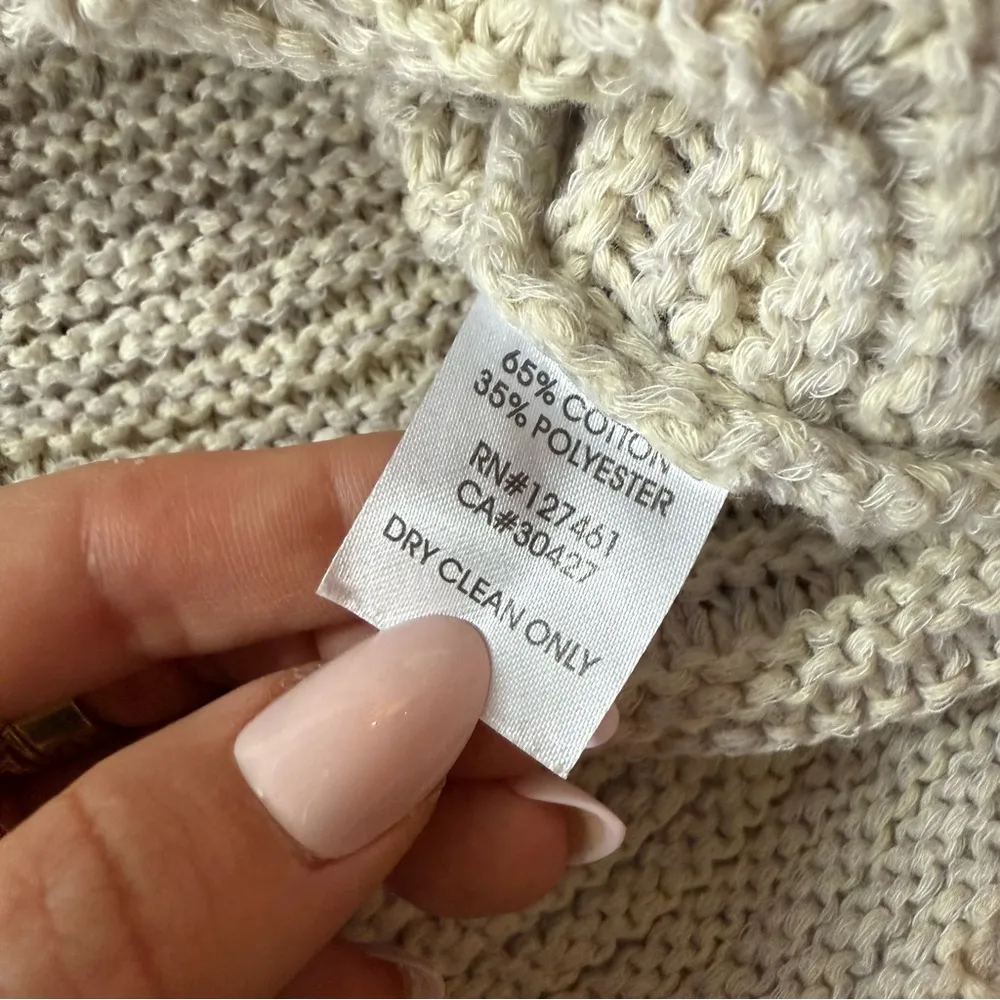 65% COTTON
35% POLYESTER
RN#127461
CA#30427
DRY CLEAN ONLY